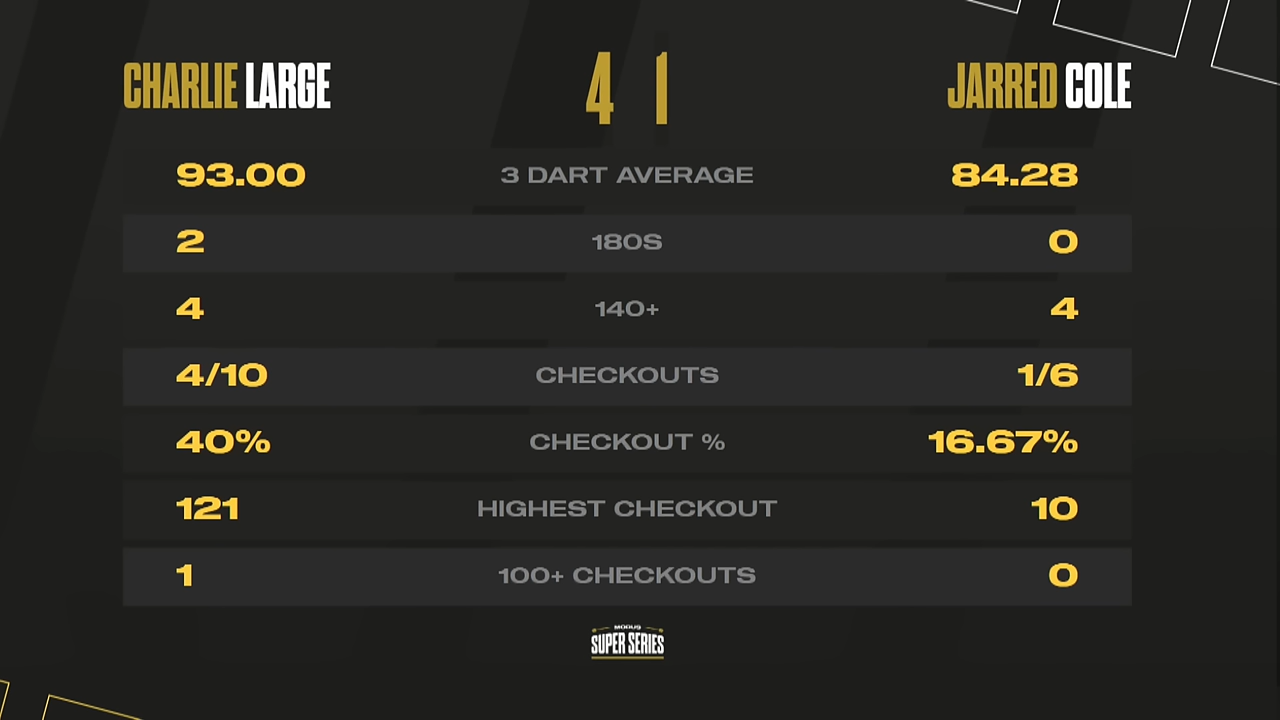 CHARLIE LARGE 4 1 JARRED COLE
93.00 3 DART AVERAGE 84.28
2 180S 0
4 140+ 4
4/10 CHECKOUTS 1/6
40% CHECKOUT % 16.67%
121 HIGHEST CHECKOUT 10
1 100+ CHECKOUTS 0
MODUS
SUPER SERIES